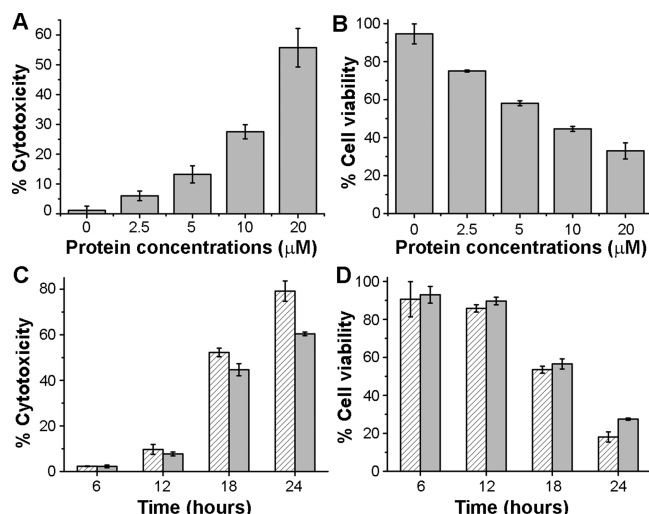 A
% Cytotoxicity
60
50
40
30
20
10
0
0 2.5 5 10 20
Protein concentrations (μM)
B
% Cell viability
100
80
60
40
20
0
0 2.5 5 10 20
Protein concentrations (μM)
C
% Cytotoxicity
80
60
40
20
0
6 12 18 24
Time (hours)
D
% Cell viability
100
80
60
40
20
0
6 12 18 24
Time (hours)